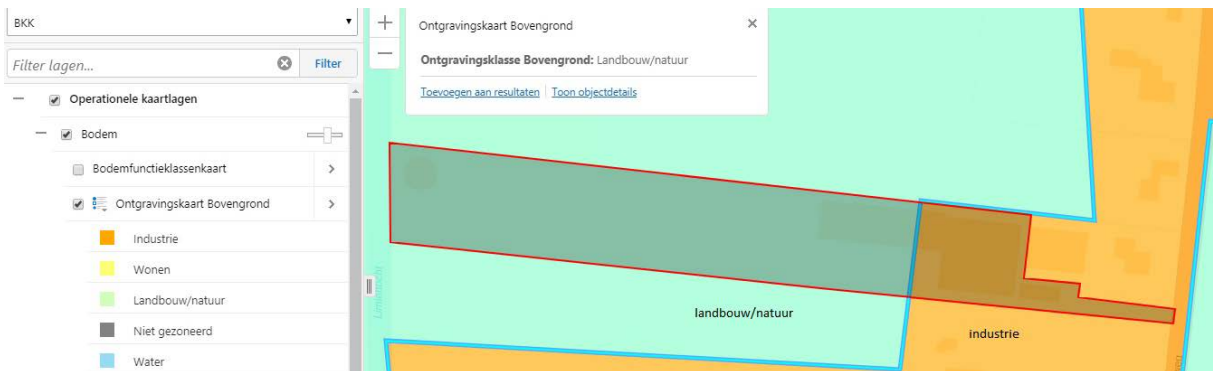 BKK
Filter lagen...
Filter
Operationele kaartlagen
Bodem
Bodemfunctieklassenkaart
Ontgravingskaart Bovengrond
Industrie
Wonen
Landbouw/natuur
Niet gezoneerd
Water
Ontgravingskaart Bovengrond
Ontgravingsklasse Bovengrond: Landbouw/natuur
Toevoegen aan resultaten | Toon objectdetails
landbouw/natuur
industrie